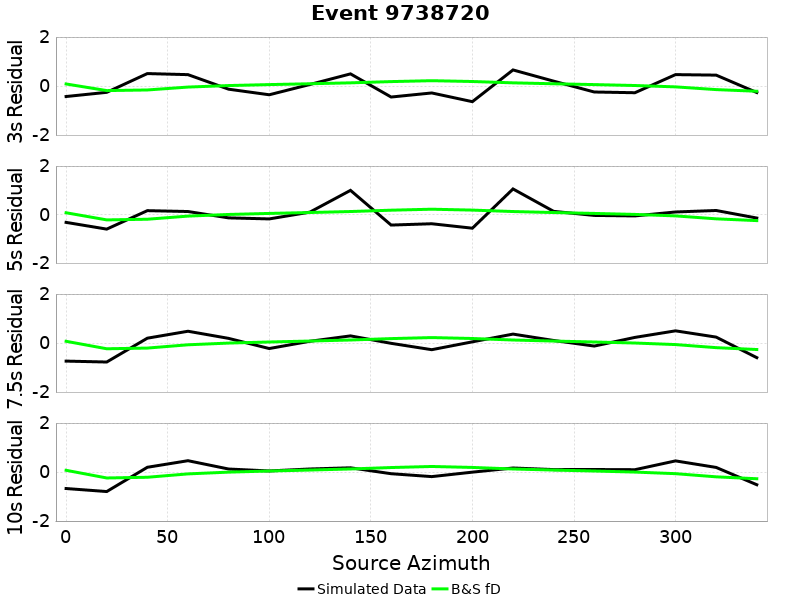 Event 9738720
3s Residual
2
0
-2
5s Residual
2
0
-2
7.5s Residual
2
0
-2
10s Residual
2
0
-2
0 50 100 150 200 250 300
Source Azimuth
Simulated Data B&S fD